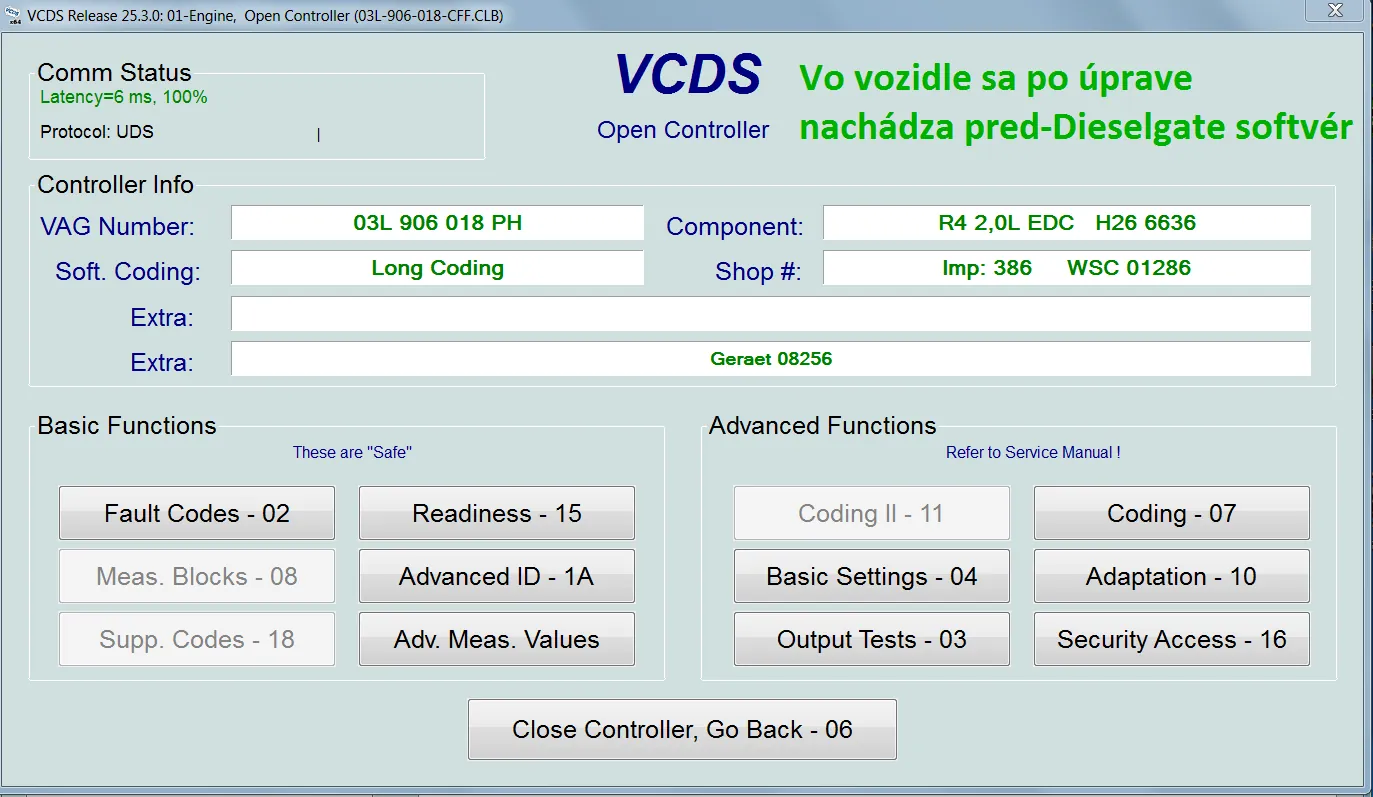 VCDS Release 25.3.0: 01-Engine,  Open Controller (03L-906-018-CFF.CLB)
Comm Status
Latency=6 ms, 100%
Protocol: UDS
|
VCDS
Open Controller
Vo vozidle sa po úprave
nachádza pred-Dieselgate softvér
Controller Info
VAG Number: 03L 906 018 PH
Component: R4 2,0L EDC   H26 6636
Soft. Coding: Long Coding
Shop #: Imp: 386     WSC 01286
Extra:
Extra: Geraet 08256
Basic Functions
These are "Safe"
Fault Codes - 02
Readiness - 15
Meas. Blocks - 08
Advanced ID - 1A
Supp. Codes - 18
Adv. Meas. Values
Advanced Functions
Refer to Service Manual !
Coding II - 11
Coding - 07
Basic Settings - 04
Adaptation - 10
Output Tests - 03
Security Access - 16
Close Controller, Go Back - 06